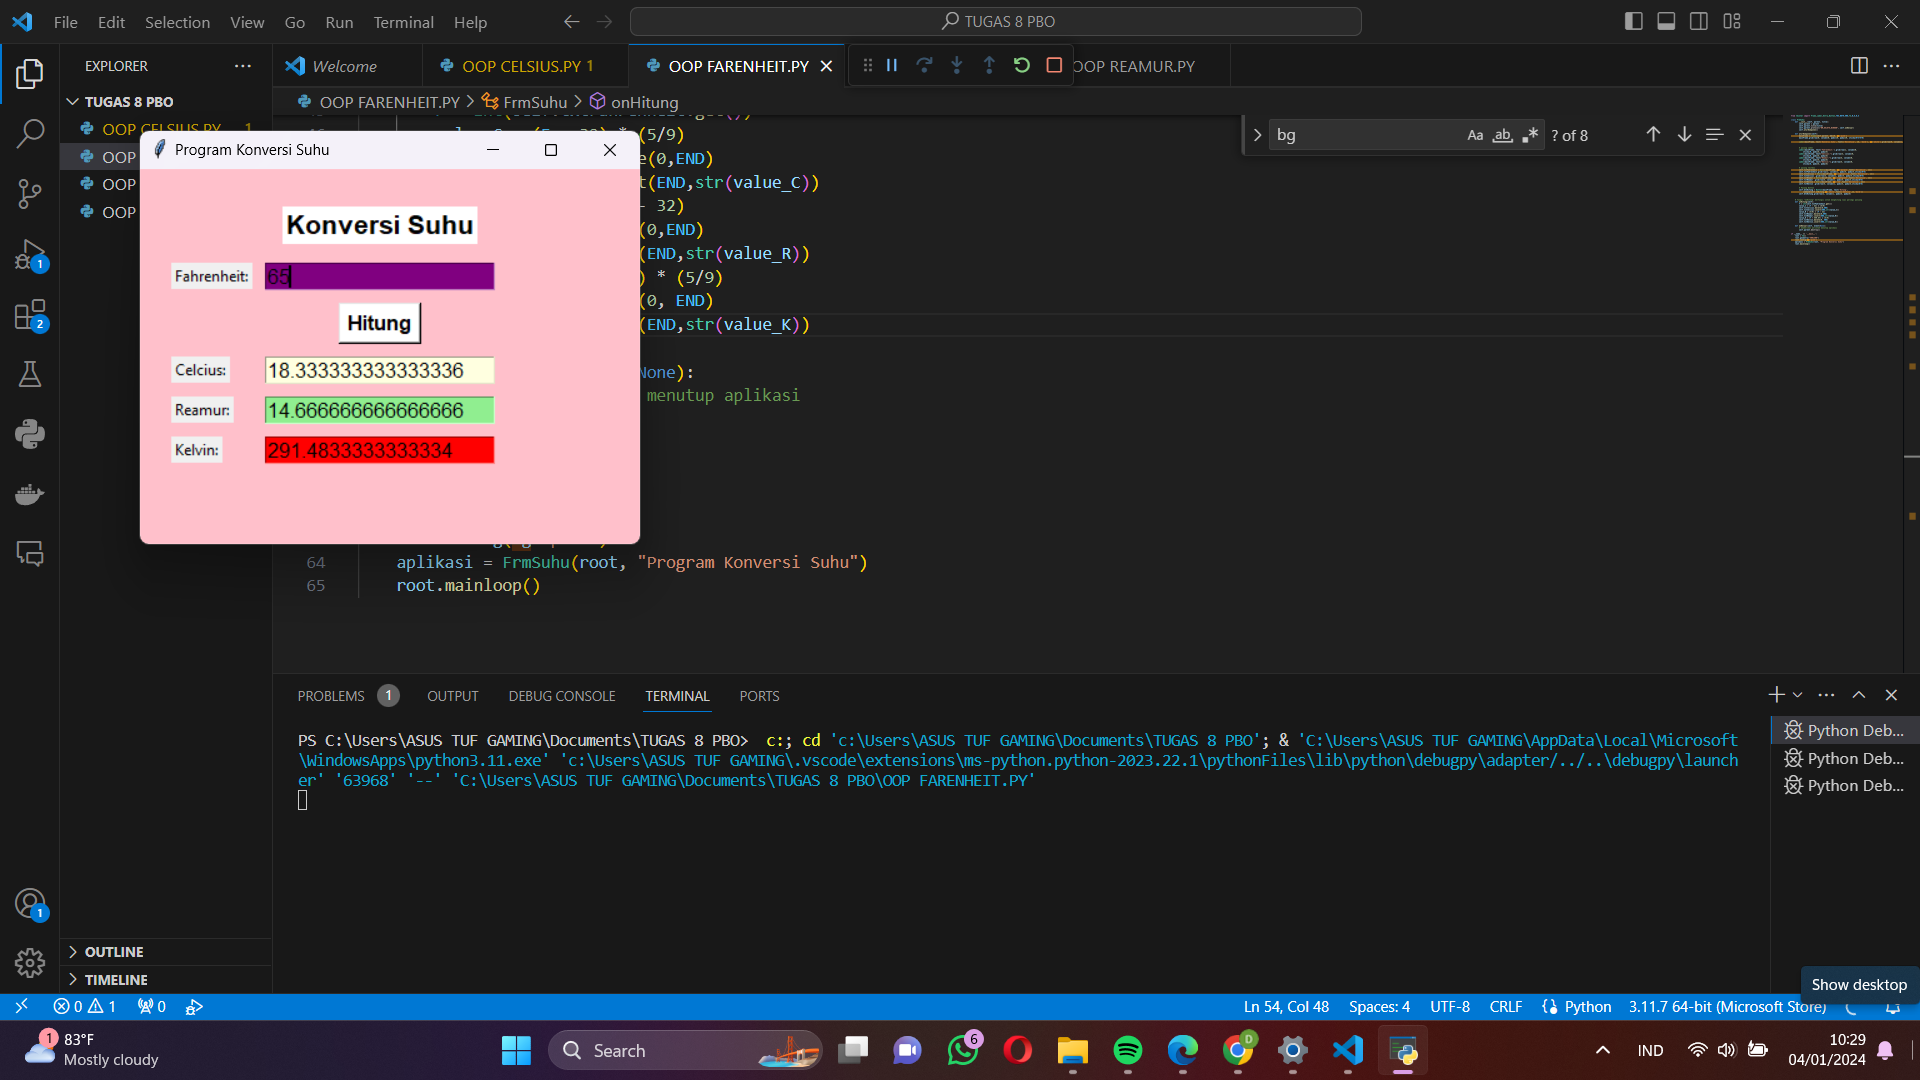 File Edit Selection View Go Run Terminal Help
TUGAS 8 PBO
EXPLORER
Welcome
OOP CELSIUS.PY 1
OOP FARENHEIT.PY
OOP REAMUR.PY
TUGAS 8 PBO
OOP FARENHEIT.PY > FrmSuhu > onHitung
OOP CELSIUS.PY 1
OOP
OOP
OOP
bg
Aa
ab
? of 8
Program Konversi Suhu
Konversi Suhu
Fahrenheit: 65
Hitung
Celcius: 18.333333333333336
Reamur: 14.666666666666666
Kelvin: 291.4833333333334
(5/9)
(0,END)
(END,str(value_C))
- 32)
(0,END)
(END,str(value_R))
) * (5/9)
(0, END)
(END,str(value_K))
None):
menutup aplikasi
64 aplikasi = FrmSuhu(root, "Program Konversi Suhu")
65 root.mainloop()
PROBLEMS 1 OUTPUT DEBUG CONSOLE TERMINAL PORTS
PS C:\Users\ASUS TUF GAMING\Documents\TUGAS 8 PBO> c:; cd 'c:\Users\ASUS TUF GAMING\Documents\TUGAS 8 PBO'; & 'C:\Users\ASUS TUF GAMING\AppData\Local\Microsoft
\WindowsApps\python3.11.exe' 'c:\Users\ASUS TUF GAMING\.vscode\extensions\ms-python.python-2023.22.1\pythonFiles\lib\python\debugpy\adapter/../..\debugpy\launch
er' '63968' '--' 'C:\Users\ASUS TUF GAMING\Documents\TUGAS 8 PBO\OOP FARENHEIT.PY'
Python Deb...
Python Deb...
Python Deb...
1
2
1
OUTLINE
TIMELINE
Show desktop
0 1 0
Ln 54, Col 48 Spaces: 4 UTF-8 CRLF Python 3.11.7 64-bit (Microsoft Store)
1
83°F
Mostly cloudy
Search
6
D
IND
10:29
04/01/2024